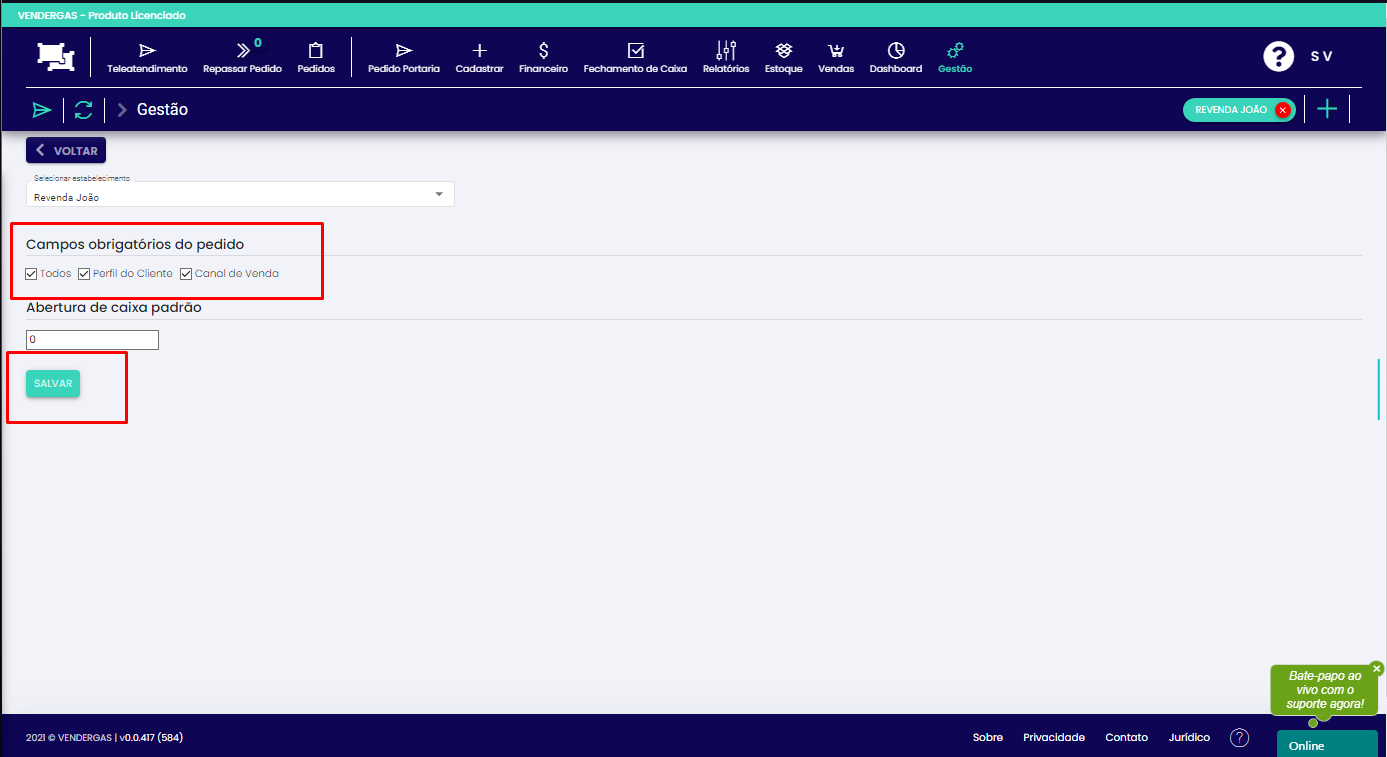 VENDERGAS - Produto Licenciado
0
Teleatendimento Repassar Pedido Pedidos Pedido Portaria Cadastrar Financeiro Fechamento de Caixa Relatórios Estoque Vendas Dashboard Gestão ? S V
Gestão REVENDA JOÃO
VOLTAR
Selecionar estabelecimento
Revenda João
Campos obrigatórios do pedido
Todos Perfil do Cliente Canal de Venda
Abertura de caixa padrão
0
SALVAR
Bate-papo ao
vivo com o
suporte agora!
2021 © VENDERGAS | v0.0.417 (584) Sobre Privacidade Contato Jurídico ?
Online